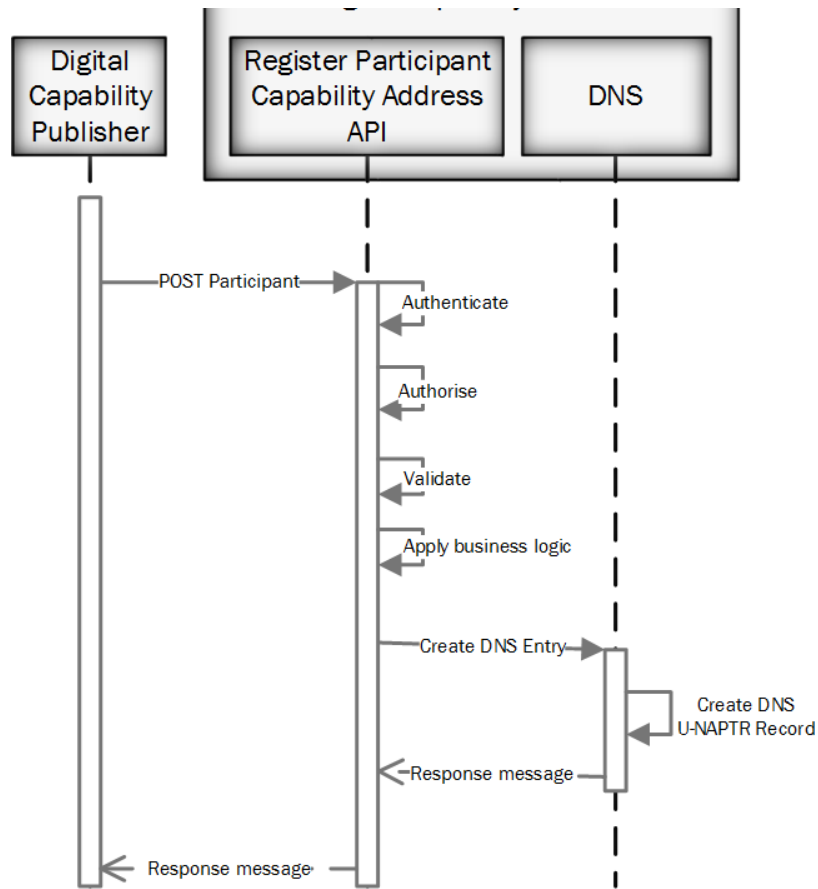 Digital
Capability
Publisher
Register Participant
Capability Address
API
DNS
POST Participant
Authenticate
Authorise
Validate
Apply business logic
Create DNS Entry
Create DNS
U-NAPTR Record
Response message
Response message